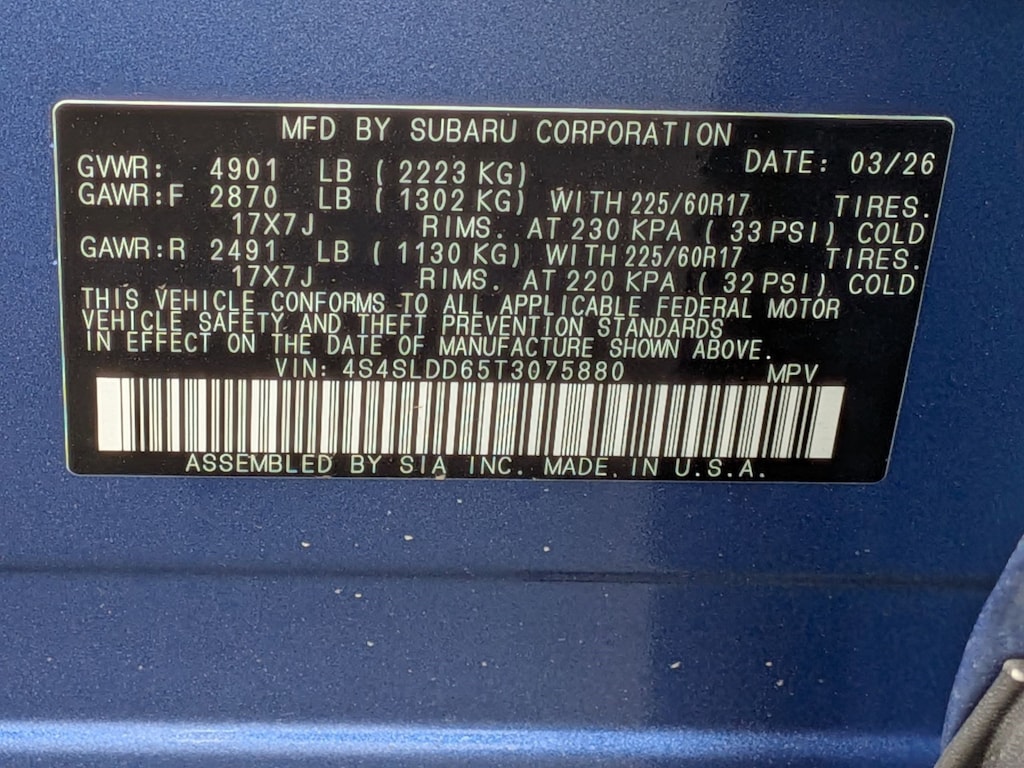 MFD BY SUBARU CORPORATION
DATE: 03/26
GVWR: 4901 LB ( 2223 KG)
GAWR:F 2870 LB ( 1302 KG) WITH 225/60R17 TIRES.
17X7J RIMS. AT 230 KPA ( 33 PSI) COLD
GAWR:R 2491 LB ( 1130 KG) WITH 225/60R17 TIRES.
17X7J RIMS. AT 220 KPA ( 32 PSI) COLD
THIS VEHICLE CONFORMS TO ALL APPLICABLE FEDERAL MOTOR
VEHICLE SAFETY AND THEFT PREVENTION STANDARDS
IN EFFECT ON THE DATE OF MANUFACTURE SHOWN ABOVE.
VIN: 4S4SLDD65T3075880 MPV
ASSEMBLED BY SIA INC. MADE IN U.S.A.